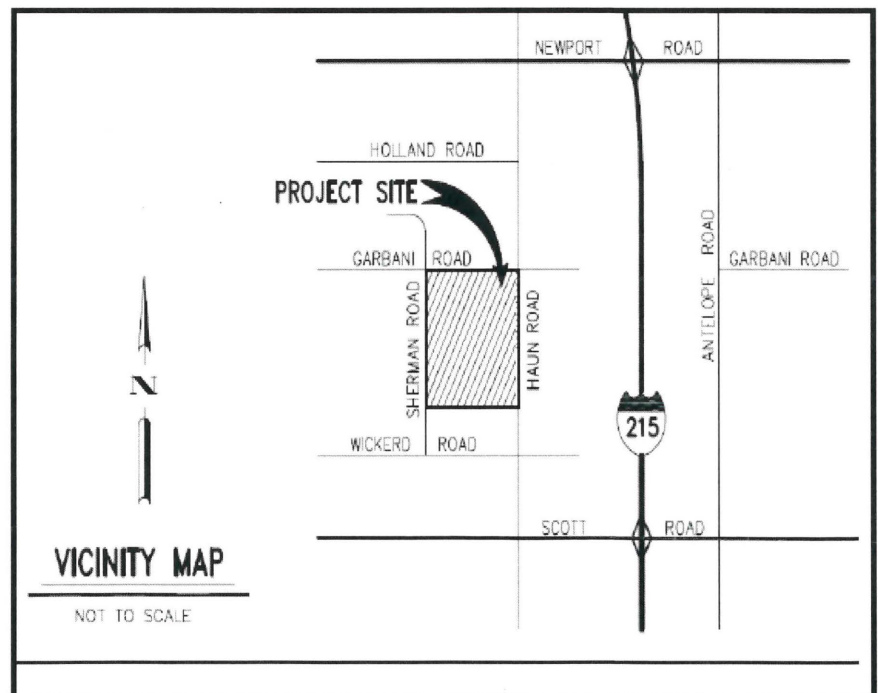 NEWPORT ROAD
HOLLAND ROAD
PROJECT SITE
GARBANI ROAD
GARBANI ROAD
SHERMAN ROAD
HAUN ROAD
ANTELOPE ROAD
N
215
WICKERD ROAD
SCOTT ROAD
VICINITY MAP
NOT TO SCALE